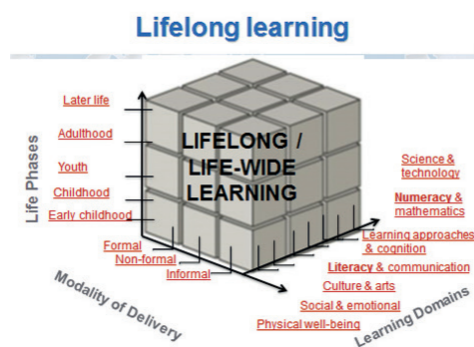 Lifelong learning
Later life
Adulthood
Youth
Childhood
Early childhood
Life Phases
LIFELONG /
LIFE-WIDE
LEARNING
Formal
Non-formal
Informal
Modality of Delivery
Science &
technology
Numeracy &
mathematics
Learning approaches
& cognition
Literacy & communication
Culture & arts
Social & emotional
Physical well-being
Learning Domains